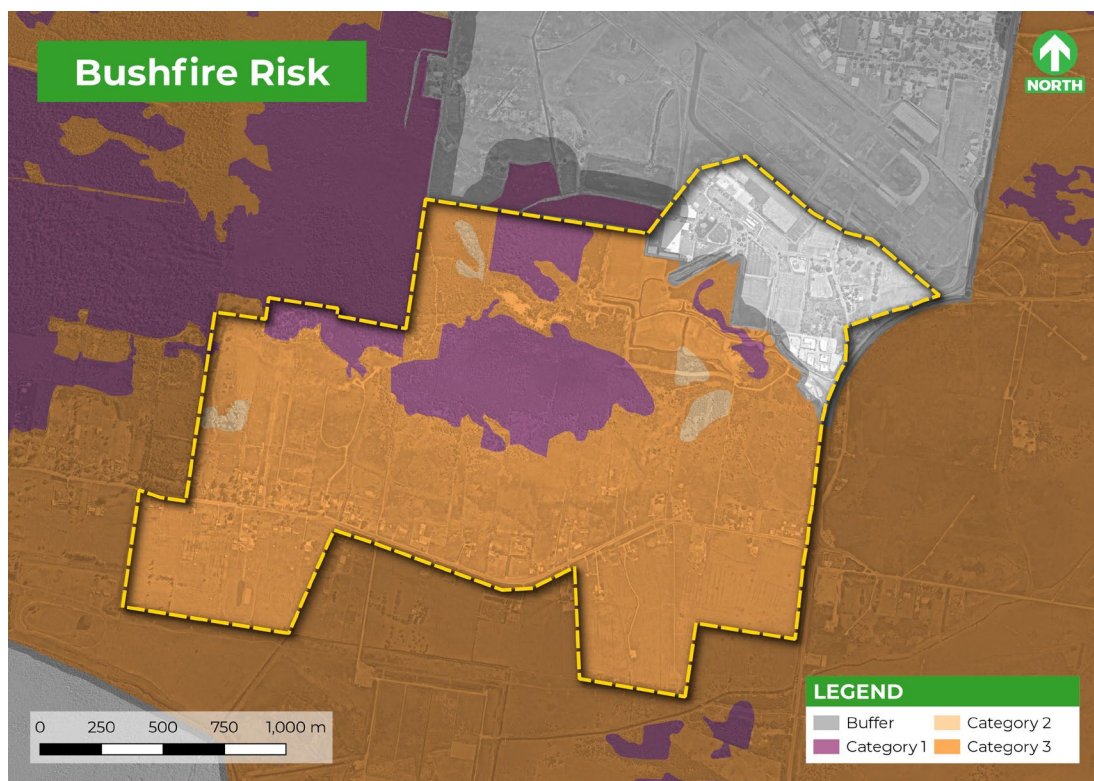 Bushfire Risk
NORTH
0 250 500 750 1,000 m
LEGEND
Buffer
Category 2
Category 1
Category 3